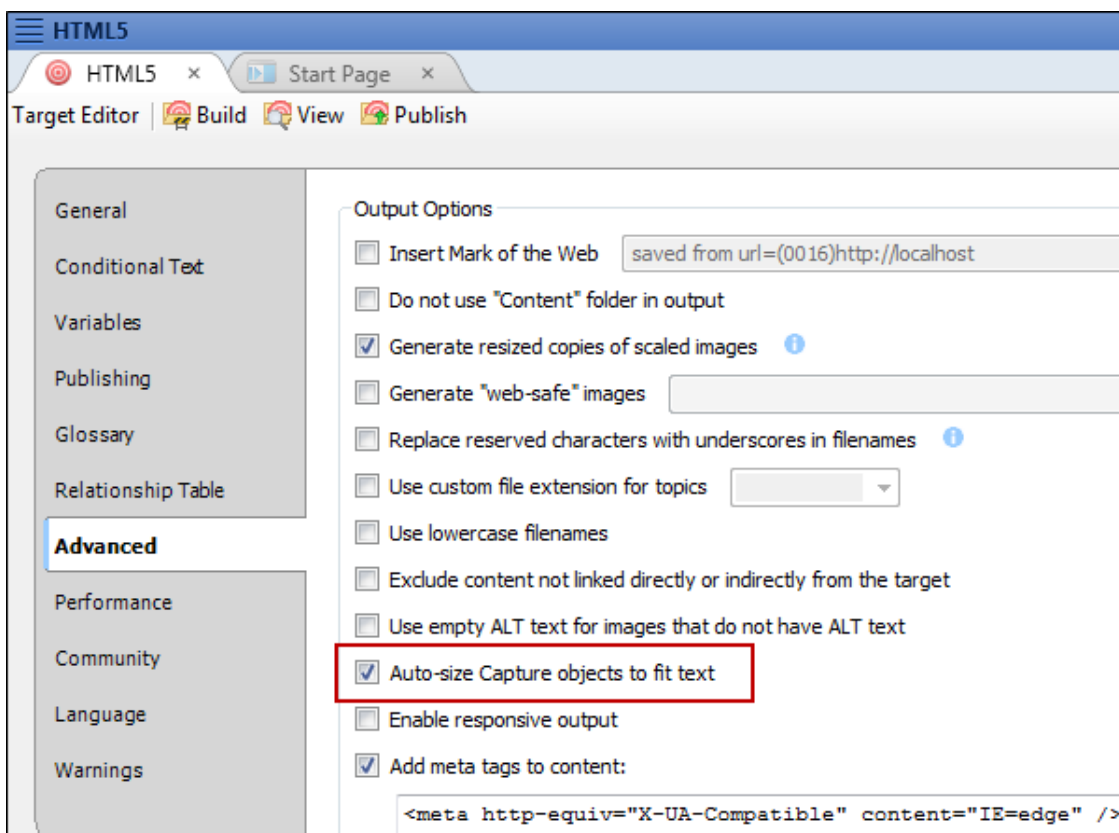 HTML5
HTML5 ×
Start Page ×
Target Editor Build View Publish
General
Conditional Text
Variables
Publishing
Glossary
Relationship Table
Advanced
Performance
Community
Language
Warnings
Output Options
Insert Mark of the Web saved from url=(0016)http://localhost
Do not use "Content" folder in output
Generate resized copies of scaled images
Generate "web-safe" images
Replace reserved characters with underscores in filenames
Use custom file extension for topics
Use lowercase filenames
Exclude content not linked directly or indirectly from the target
Use empty ALT text for images that do not have ALT text
Auto-size Capture objects to fit text
Enable responsive output
Add meta tags to content:
<meta http-equiv="X-UA-Compatible" content="IE=edge" />